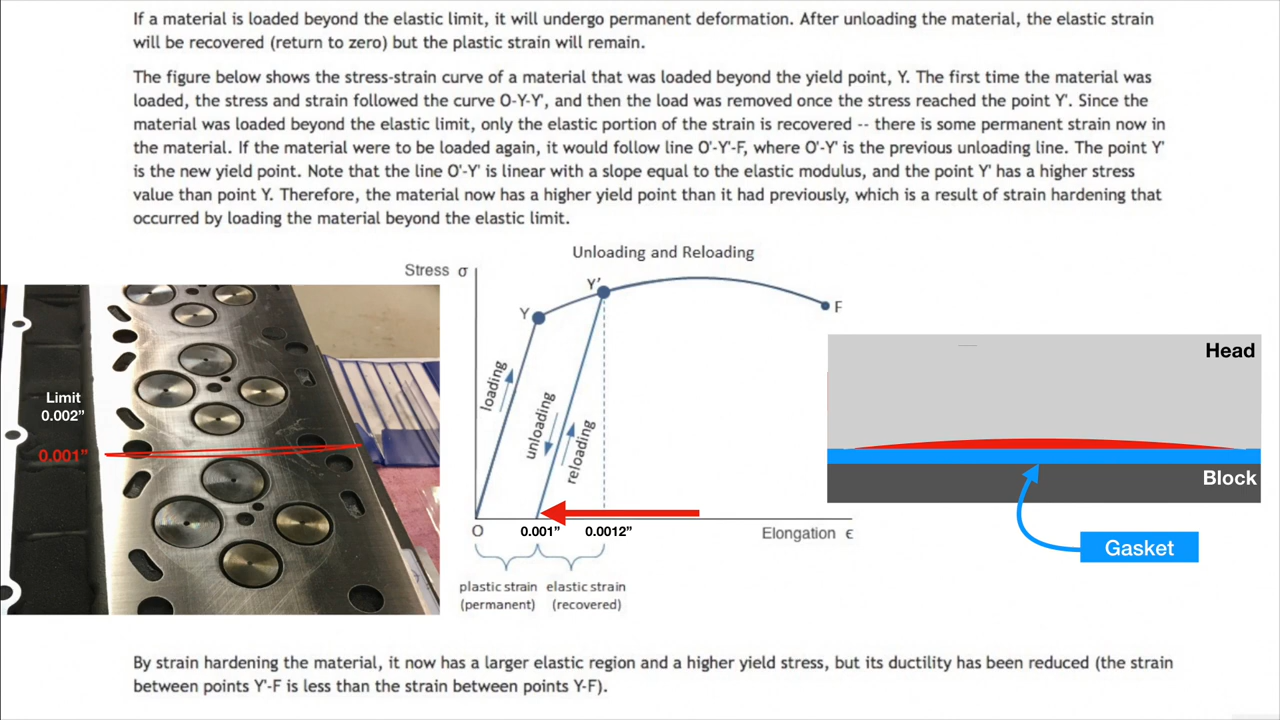 If a material is loaded beyond the elastic limit, it will undergo permanent deformation. After unloading the material, the elastic strain
will be recovered (return to zero) but the plastic strain will remain.
The figure below shows the stress-strain curve of a material that was loaded beyond the yield point, Y. The first time the material was
loaded, the stress and strain followed the curve O-Y-Y', and then the load was removed once the stress reached the point Y'. Since the
material was loaded beyond the elastic limit, only the elastic portion of the strain is recovered -- there is some permanent strain now in
the material. If the material were to be loaded again, it would follow line O'-Y'-F, where O'-Y' is the previous unloading line. The point Y'
is the new yield point. Note that the line O'-Y' is linear with a slope equal to the elastic modulus, and the point Y' has a higher stress
value than point Y. Therefore, the material now has a higher yield point than it had previously, which is a result of strain hardening that
occurred by loading the material beyond the elastic limit.
Unloading and Reloading
Stress σ
Y'
Y
F
loading
unloading
reloading
O
0.001”
0.0012”
Elongation ϵ
plastic strain
(permanent)
elastic strain
(recovered)
Limit
0.002”
0.001”
Head
Block
Gasket
By strain hardening the material, it now has a larger elastic region and a higher yield stress, but its ductility has been reduced (the strain
between points Y'-F is less than the strain between points Y-F).